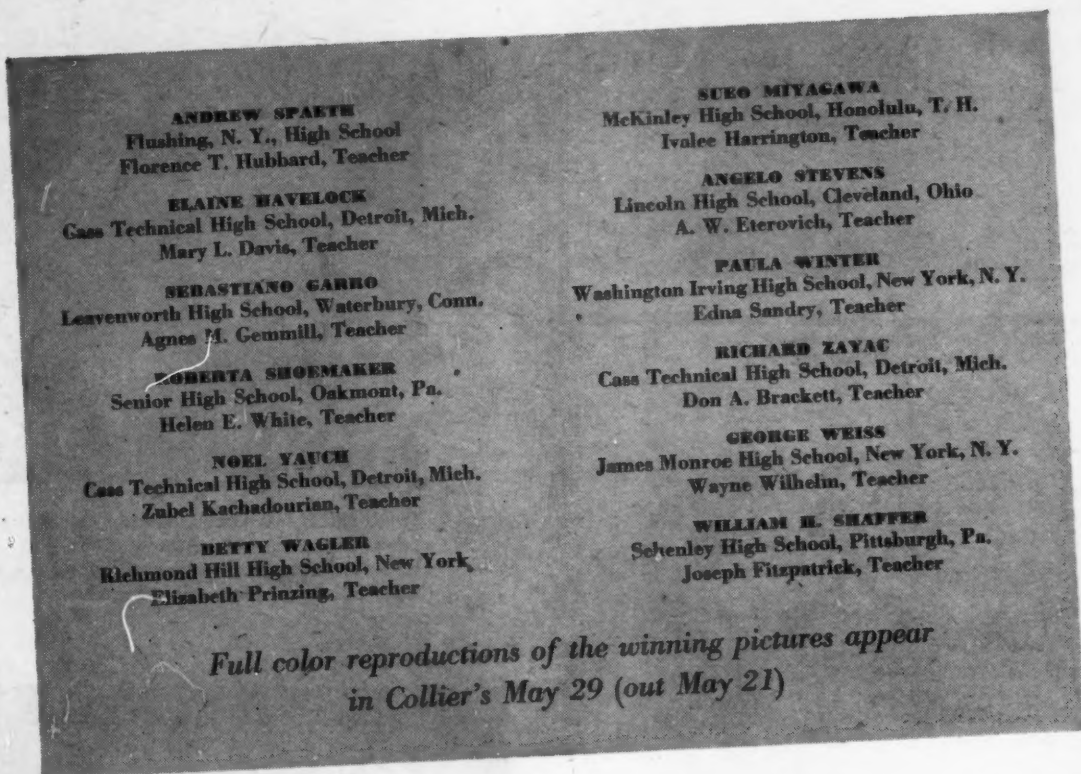 ANDREW SPAETH
Flushing, N. Y., High School
Florence T. Hubbard, Teacher
ELAINE HAVELOCK
Cass Technical High School, Detroit, Mich.
Mary L. Davis, Teacher
SEBASTIANO GARRO
Leavenworth High School, Waterbury, Conn.
Agnes M. Gemmill, Teacher
ROBERTA SHOEMAKER
Senior High School, Oakmont, Pa.
Helen E. White, Teacher
NOEL YAUCH
Cass Technical High School, Detroit, Mich.
Zubel Kachadourian, Teacher
BETTY WAGLER
Richmond Hill High School, New York
Elizabeth Prinzing, Teacher
SUEO MIYAGAWA
McKinley High School, Honolulu, T. H.
Ivalee Harrington, Teacher
ANGELO STEVENS
Lincoln High School, Cleveland, Ohio
A. W. Eterovich, Teacher
PAULA WINTER
Washington Irving High School, New York, N. Y.
Edna Sandry, Teacher
RICHARD ZAYAC
Cass Technical High School, Detroit, Mich.
Don A. Brackett, Teacher
GEORGE WEISS
James Monroe High School, New York, N. Y.
Wayne Wilhelm, Teacher
WILLIAM H. SHAFFER
Schenley High School, Pittsburgh, Pa.
Joseph Fitzpatrick, Teacher
Full color reproductions of the winning pictures appear
in Collier's May 29 (out May 21)